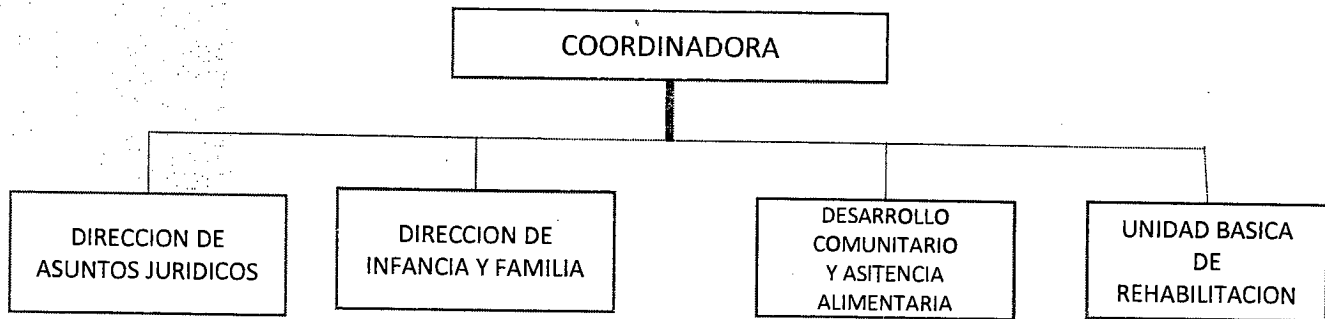 COORDINADORA
DIRECCION DE
ASUNTOS JURIDICOS
DIRECCION DE
INFANCIA Y FAMILIA
DESARROLLO
COMUNITARIO
Y ASITENCIA
ALIMENTARIA
UNIDAD BASICA
DE
REHABILITACION